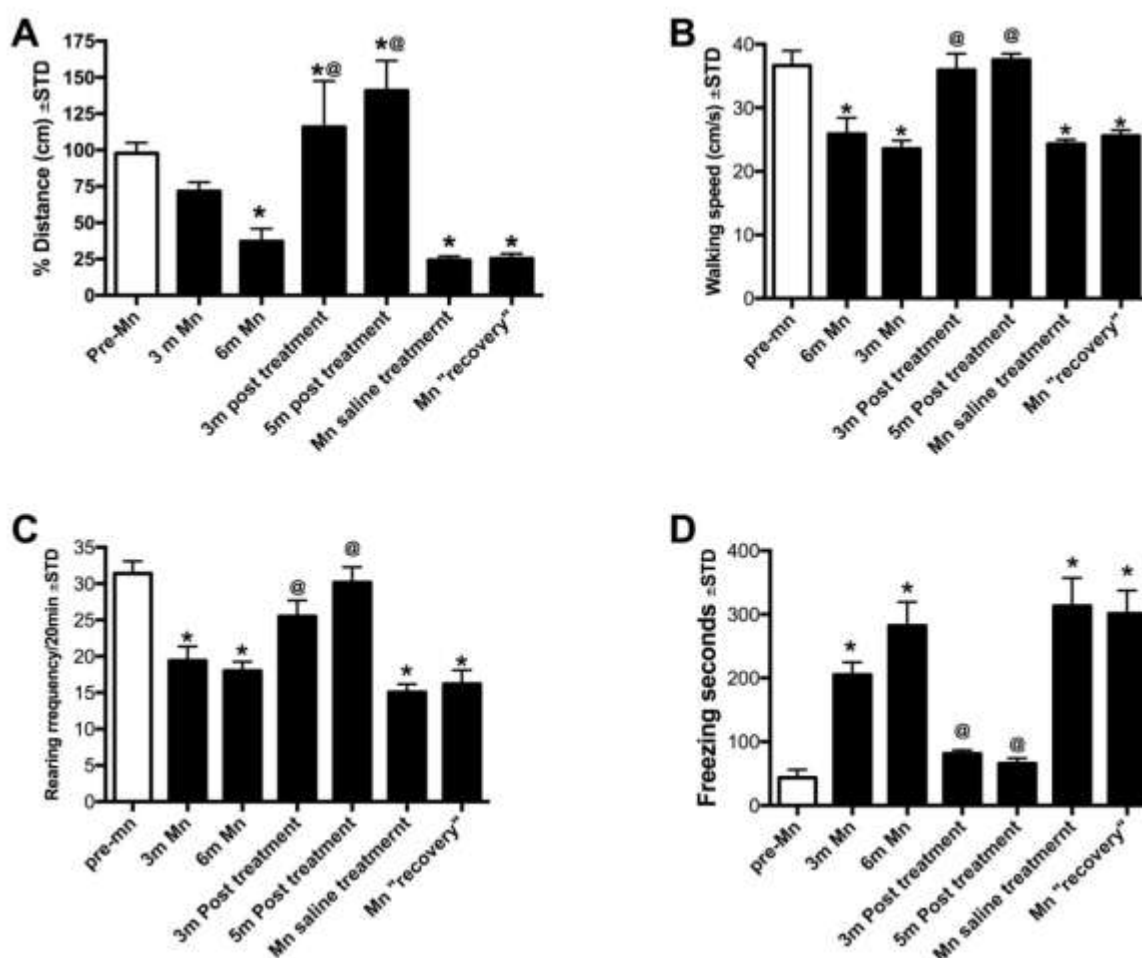 A
% Distance (cm) ±STD
175
150
125
100
75
50
25
0
*
*@
*@
*
*
Pre-Mn
3 m Mn
6m Mn
3m post treatment
5m post treatment
Mn saline treatmernt
Mn "recovery"
B
Walking speed (cm/s) ±STD
40
30
20
10
0
*
*
@
@
*
*
pre-mn
6m Mn
3m Mn
3m Post treatment
5m Post treatment
Mn saline treatmernt
Mn "recovery"
C
Rearing rrequency/20min ±STD
35
30
25
20
15
10
5
0
*
*
@
@
*
*
pre-mn
3m Mn
6m Mn
3m Post treatment
5m Post treatment
Mn saline treatmernt
Mn "recovery"
D
Freezing seconds ±STD
400
300
200
100
0
*
*
@
@
*
*
pre-Mn
3m Mn
6m Mn
3m Post treatment
5m Post treatment
Mn saline treatmernt
Mn "recovery"